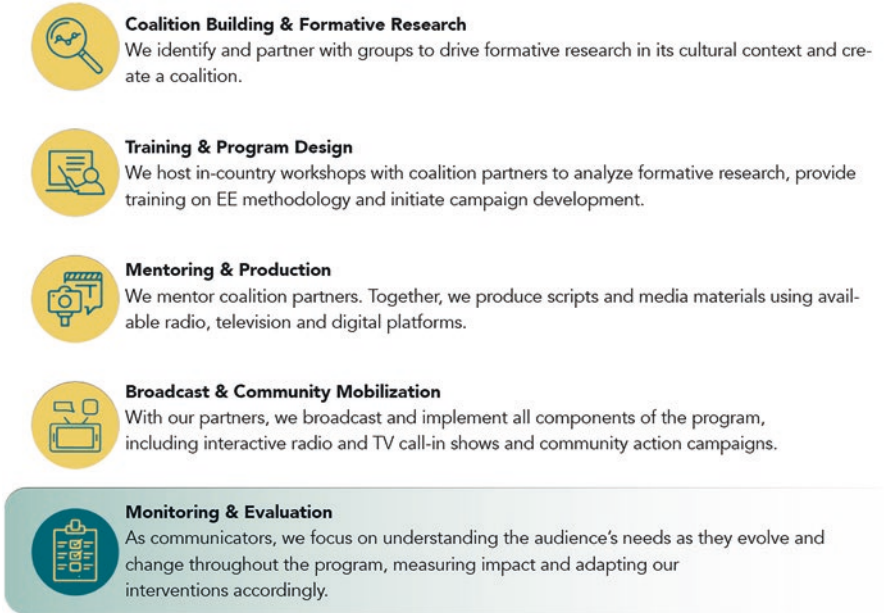 Coalition Building & Formative Research
We identify and partner with groups to drive formative research in its cultural context and cre-
ate a coalition.
Training & Program Design
We host in-country workshops with coalition partners to analyze formative research, provide
training on EE methodology and initiate campaign development.
Mentoring & Production
We mentor coalition partners. Together, we produce scripts and media materials using avail-
able radio, television and digital platforms.
Broadcast & Community Mobilization
With our partners, we broadcast and implement all components of the program,
including interactive radio and TV call-in shows and community action campaigns.
Monitoring & Evaluation
As communicators, we focus on understanding the audience’s needs as they evolve and
change throughout the program, measuring impact and adapting our
interventions accordingly.